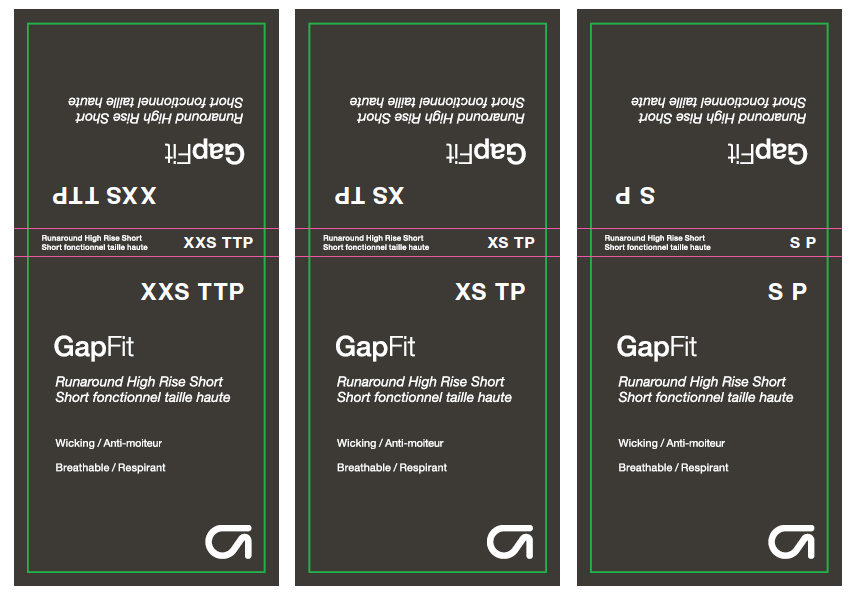 Short fonctionnel taille haute
Runaround High Rise Short
GapFit
XXS TTP
Runaround High Rise Short
Short fonctionnel taille haute
XXS TTP
XXS TTP
GapFit
Runaround High Rise Short
Short fonctionnel taille haute
Wicking / Anti-moiteur
Breathable / Respirant
Short fonctionnel taille haute
Runaround High Rise Short
GapFit
XS TP
Runaround High Rise Short
Short fonctionnel taille haute
XS TP
XS TP
GapFit
Runaround High Rise Short
Short fonctionnel taille haute
Wicking / Anti-moiteur
Breathable / Respirant
Short fonctionnel taille haute
Runaround High Rise Short
GapFit
S P
Runaround High Rise Short
Short fonctionnel taille haute
S P
S P
GapFit
Runaround High Rise Short
Short fonctionnel taille haute
Wicking / Anti-moiteur
Breathable / Respirant